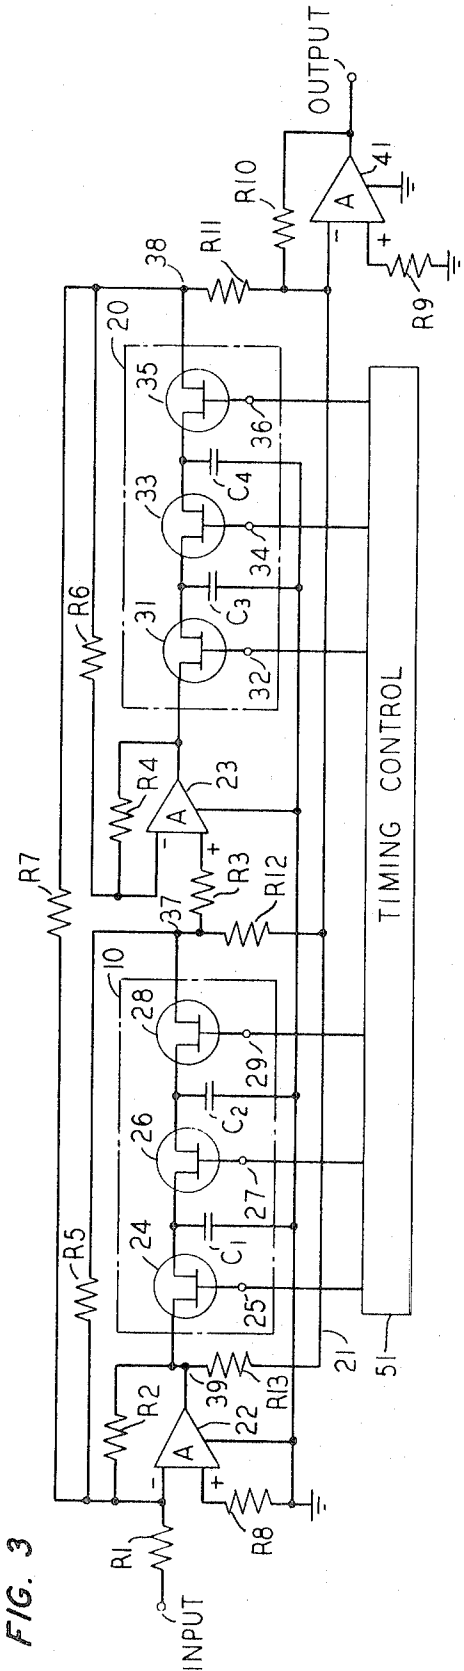 FIG. 3
INPUT
R1
R8
R2
R5
R7
A
-
+
22
39
R13
21
24
25
C1
26
27
C2
28
29
10
37
R3
R12
R4
A
-
+
23
R6
31
32
C3
33
34
C4
35
36
20
38
R11
R10
A
-
+
41
R9
OUTPUT
51
TIMING CONTROL